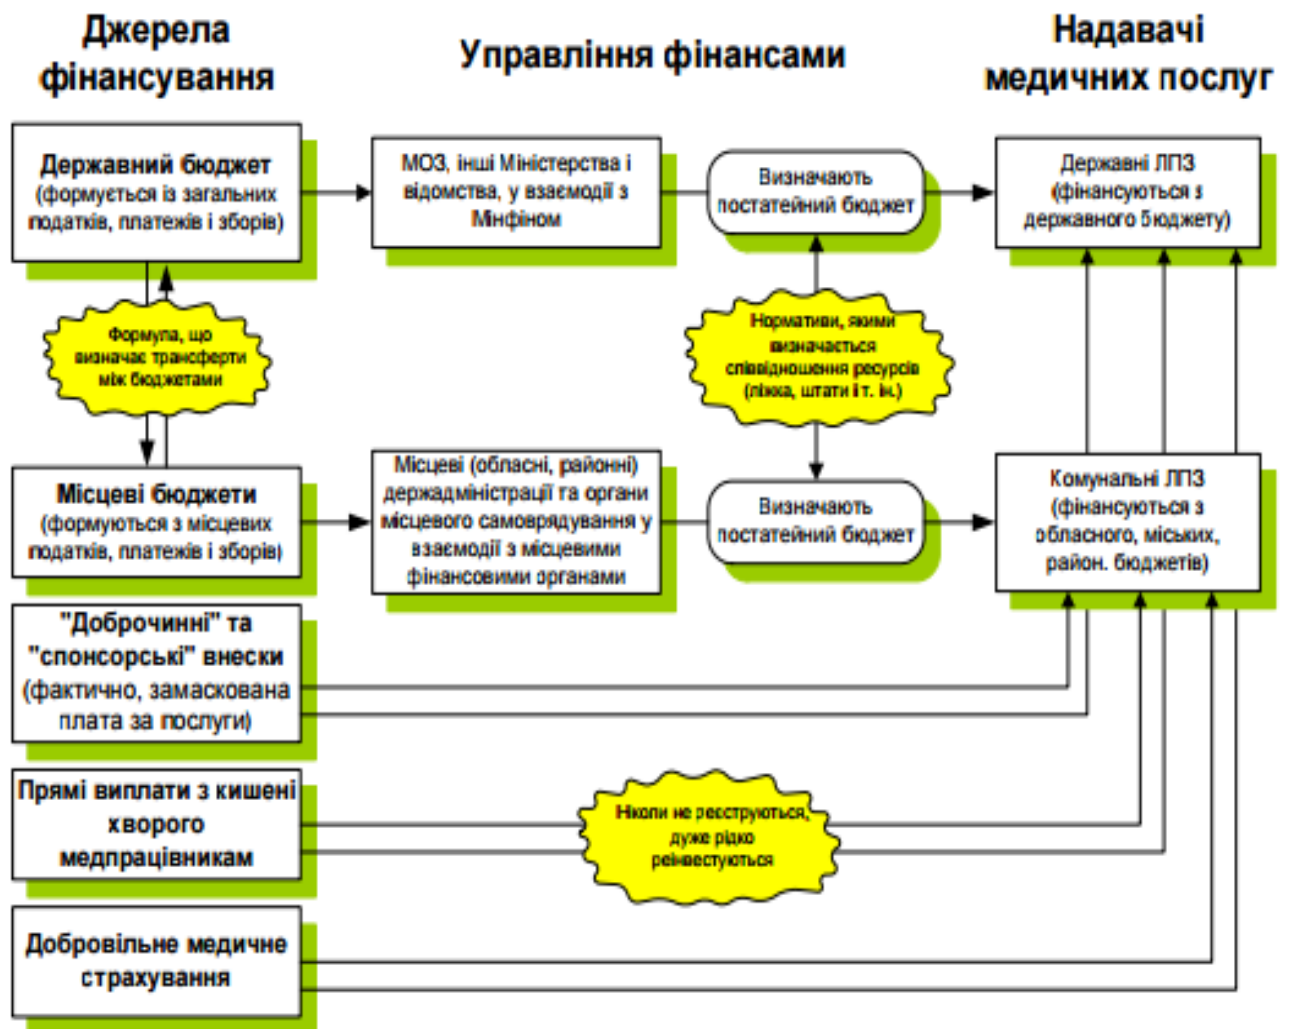 Джерела
фінансування
Управління фінансами
Надавачі
медичних послуг
Державний бюджет
(формується із загальних
податків, платежів і зборів)
МОЗ, інші Міністерства і
відомства, у взаємодії з
Мінфіном
Визначають
постатейний бюджет
Державні ЛПЗ
(фінансуються з
державного бюджету)
Формула, що
визначає трансферти
між бюджетами
Нормативи, якими
визначається
співвідношення ресурсів
(ліжка, штати і т. ін.)
Місцеві бюджети
(формуються з місцевих
податків, платежів і зборів)
Місцеві (обласні, районні)
держадміністрації та органи
місцевого самоврядування у
взаємодії з місцевими
фінансовими органами
Визначають
постатейний бюджет
Комунальні ЛПЗ
(фінансуються з
обласного, міських,
район. бюджетів)
"Доброчинні" та
"спонсорські" внески
(фактично, замаскована
плата за послуги)
Прямі виплати з кишені
хворого
медпрацівникам
Ніколи не реєструються,
дуже рідко
реінвестуються
Добровільне медичне
страхування